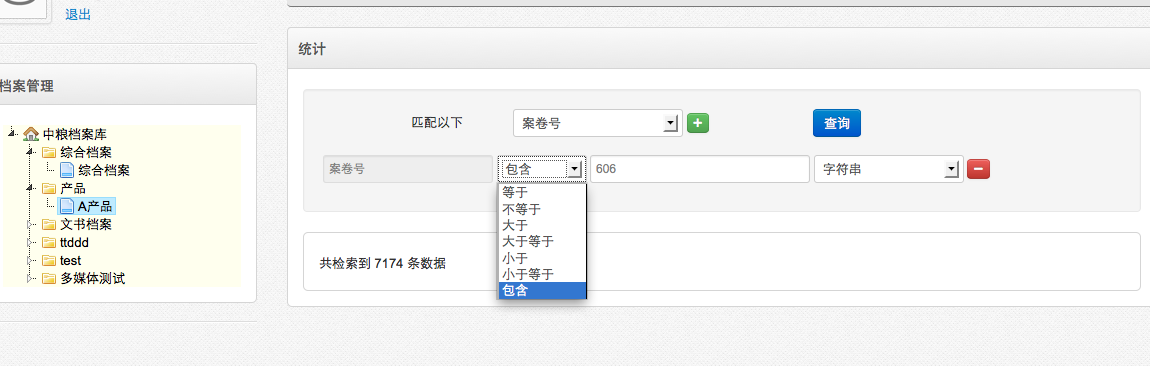 退出
档案管理
中粮档案库
综合档案
综合档案
产品
A产品
文书档案
ttddd
test
多媒体测试
统计
匹配以下 案卷号 查询
案卷号 包含 606 字符串
等于
不等于
大于
大于等于
小于
小于等于
包含
共检索到 7174 条数据